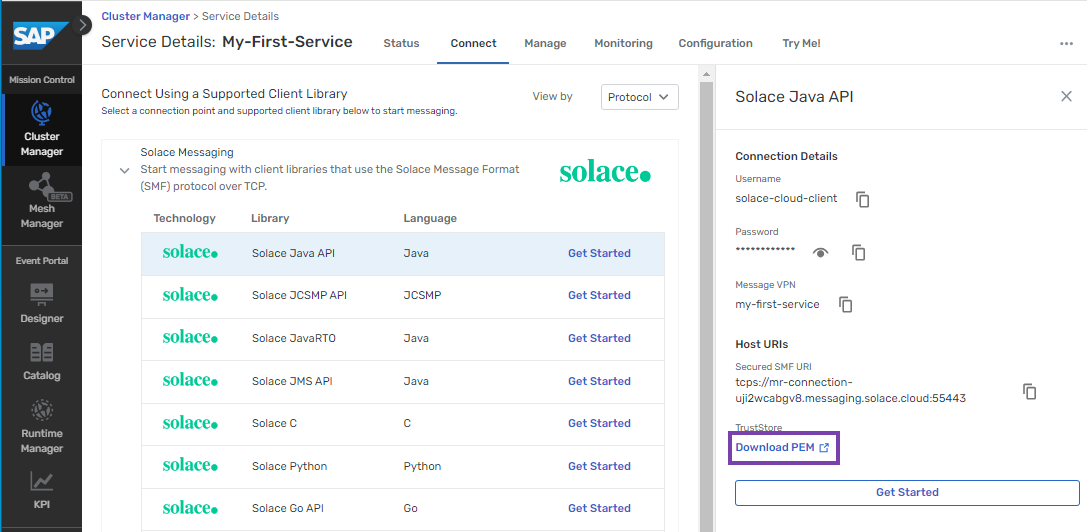 SAP
Cluster Manager > Service Details
Service Details: My-First-Service
Status
Connect
Manage
Monitoring
Configuration
Try Me!
Mission Control
Cluster
Manager
BETA
Mesh
Manager
Event Portal
Designer
Catalog
Runtime
Manager
KPI
Connect Using a Supported Client Library
Select a connection point and supported client library below to start messaging.
View by
Protocol
Solace Messaging
Start messaging with client libraries that use the Solace Message Format
(SMF) protocol over TCP.
solace.
Technology Library Language
solace. Solace Java API Java Get Started
solace. Solace JCSMP API JCSMP Get Started
solace. Solace JavaRTO Java Get Started
solace. Solace JMS API Java Get Started
solace. Solace C C Get Started
solace. Solace Python Python Get Started
solace. Solace Go API Go Get Started
Solace Java API
Connection Details
Username
solace-cloud-client
Password
************
Message VPN
my-first-service
Host URIs
Secured SMF URI
tcps://mr-connection-
uji2wcabgv8.messaging.solace.cloud:55443
TrustStore
Download PEM
Get Started